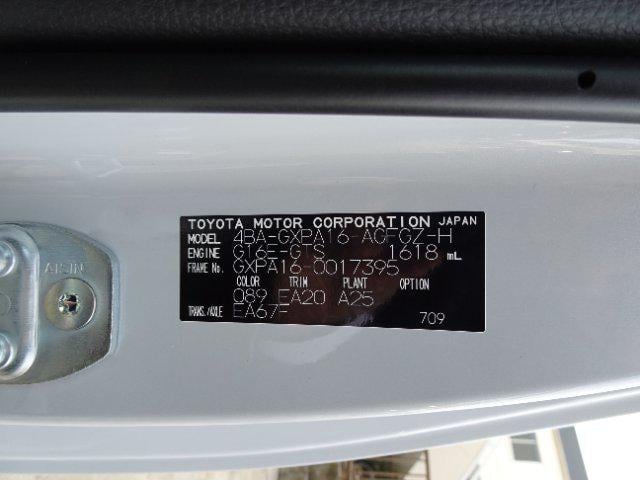 TOYOTA MOTOR CORPORATION JAPAN
MODEL 4BA-GXPA16-AGFGZ-H
ENGINE G16E-GTS 1618 mL
FRAME No. GXPA16-0017395
COLOR TRIM PLANT OPTION
089 EA20 A25
TRANS./AXLE EA67F
709
AISIN